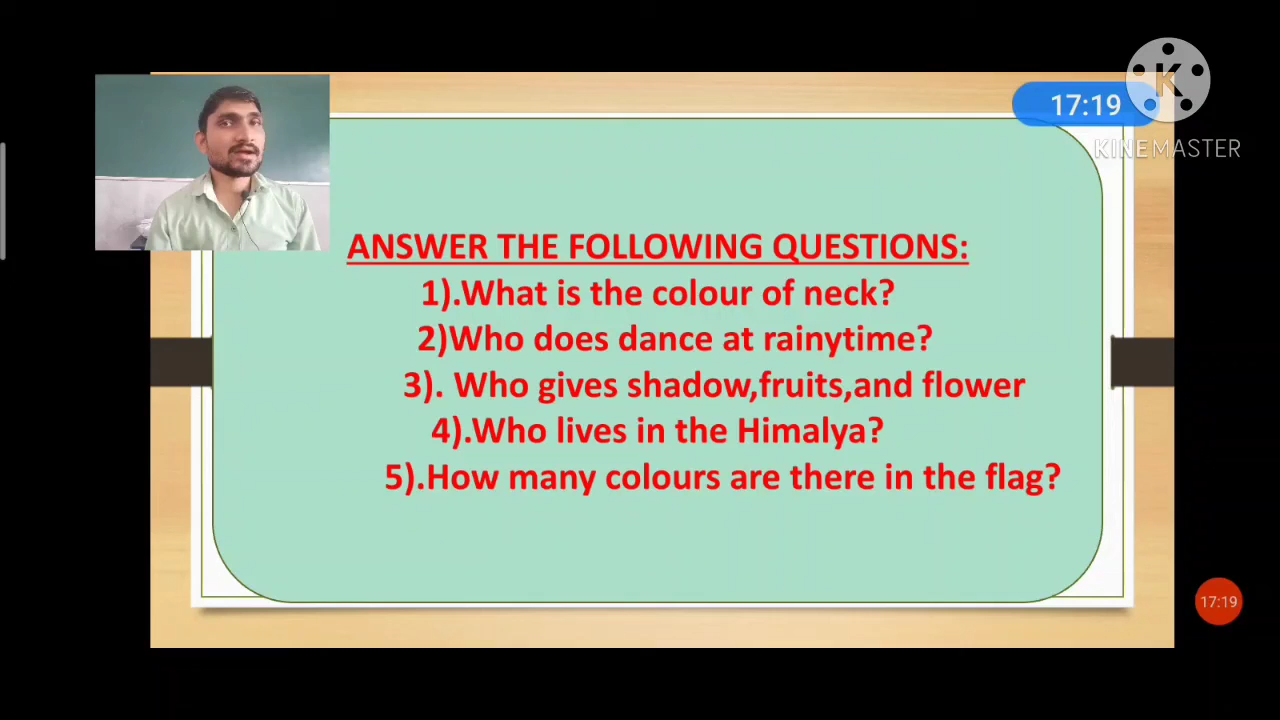 17:19
K
KINEMASTER
ANSWER THE FOLLOWING QUESTIONS:
1).What is the colour of neck?
2)Who does dance at rainytime?
3). Who gives shadow,fruits,and flower
4).Who lives in the Himalya?
5).How many colours are there in the flag?
17:19